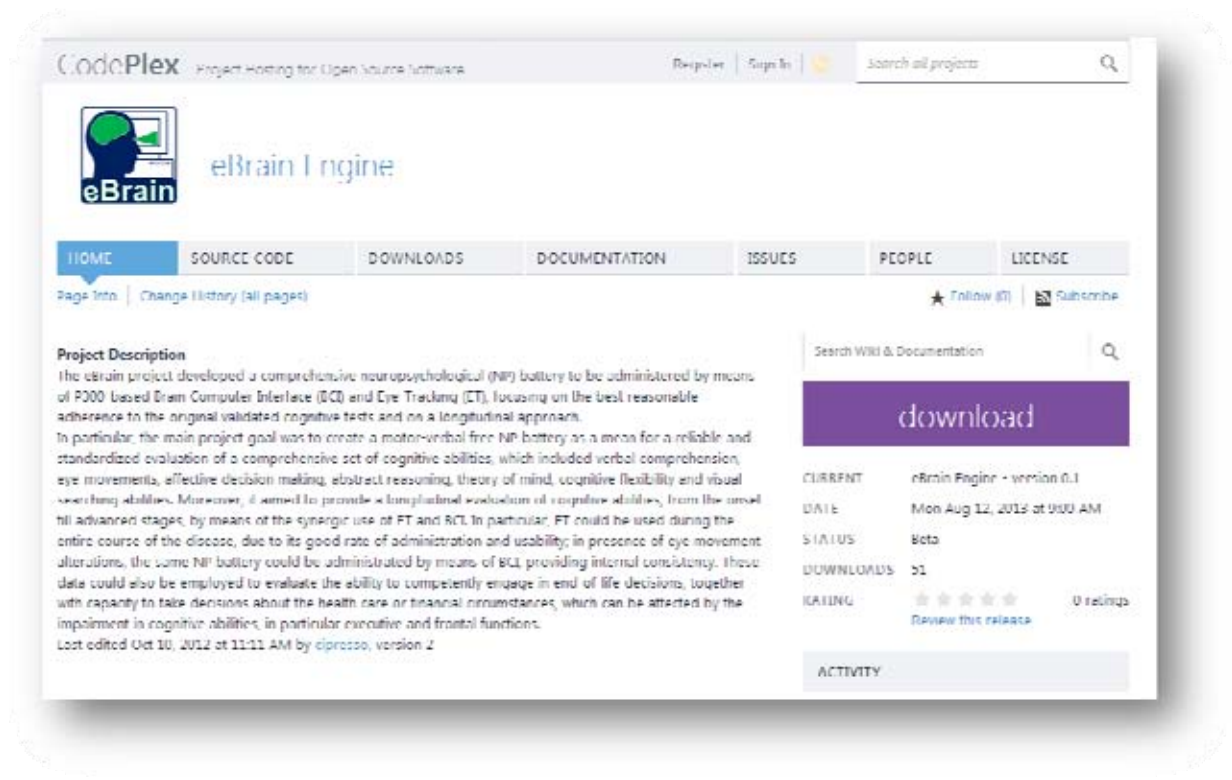 CodePlex Project Hosting for Open Source Software
Register Sign In Search all projects
eBrain
eBrain Engine
HOME SOURCE CODE DOWNLOADS DOCUMENTATION ISSUES PEOPLE LICENSE
Page Info Change History (all pages) Follow (0) Subscribe
Project Description
The eBrain project developed a comprehensive neuropsychological (NP) battery to be administered by means
of P300-based Brain Computer Interface (BCI) and Eye Tracking (ET), focusing on the best reasonable
adherence to the original validated cognitive tests and on a longitudinal approach.
In particular, the main project goal was to create a motor-verbal free NP battery as a mean for a reliable and
standardized evaluation of a comprehensive set of cognitive abilities, which included verbal comprehension,
eye movements, affective decision making, abstract reasoning, theory of mind, cognitive flexibility and visual
searching abilities. Moreover, it aimed to provide a longitudinal evaluation of cognitive abilities, from the onset
till advanced stages, by means of the synergic use of ET and BCI. In particular, ET could be used during the
entire course of the disease, due to its good rate of administration and usability; in presence of eye movement
alterations, the same NP battery could be administrated by means of BCI, providing internal consistency. These
data could also be employed to evaluate the ability to competently engage in end of life decisions, together
with capacity to take decisions about the health care or financial circumstances, which can be affected by the
impairment in cognitive abilities, in particular executive and frontal functions.
Last edited Oct 10, 2012 at 11:11 AM by cipresso, version 2
Search Wiki & Documentation
download
CURRENT eBrain Engine - version 0.1
DATE Mon Aug 12, 2013 at 9:00 AM
STATUS Beta
DOWNLOADS 51
RATING 0 ratings
Review this release
ACTIVITY